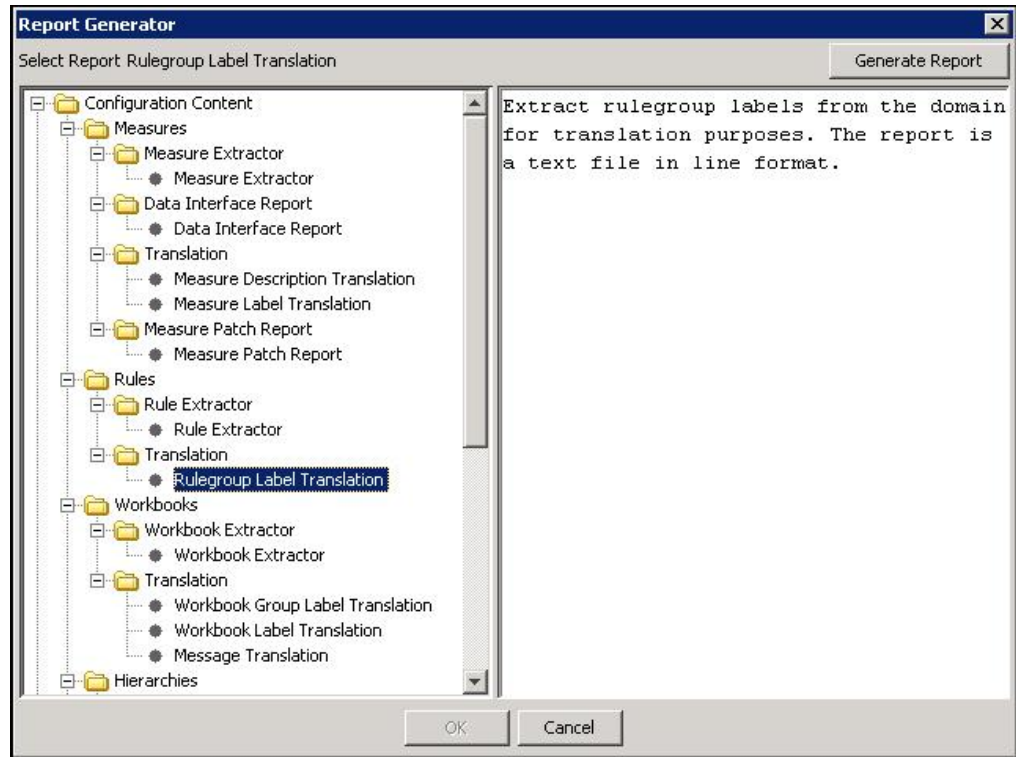 Report Generator
Select Report Rulegroup Label Translation
Generate Report
Configuration Content
Measures
Measure Extractor
Measure Extractor
Data Interface Report
Data Interface Report
Translation
Measure Description Translation
Measure Label Translation
Measure Patch Report
Measure Patch Report
Rules
Rule Extractor
Rule Extractor
Translation
Rulegroup Label Translation
Workbooks
Workbook Extractor
Workbook Extractor
Translation
Workbook Group Label Translation
Workbook Label Translation
Message Translation
Hierarchies
Extract rulegroup labels from the domain
for translation purposes. The report is
a text file in line format.
OK
Cancel